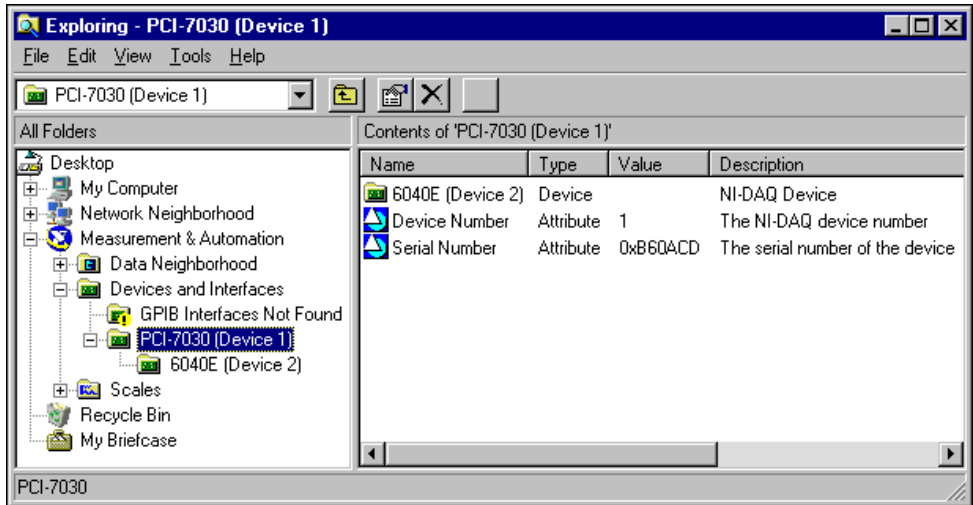 Exploring - PCI-7030 (Device 1)
File Edit View Tools Help
PCI-7030 (Device 1)
All Folders
Contents of 'PCI-7030 (Device 1)'
Desktop
My Computer
Network Neighborhood
Measurement & Automation
Data Neighborhood
Devices and Interfaces
GPIB Interfaces Not Found
PCI-7030 (Device 1)
6040E (Device 2)
Scales
Recycle Bin
My Briefcase
Name Type Value Description
6040E (Device 2) Device NI-DAQ Device
Device Number Attribute 1 The NI-DAQ device number
Serial Number Attribute 0xB60ACD The serial number of the device
PCI-7030